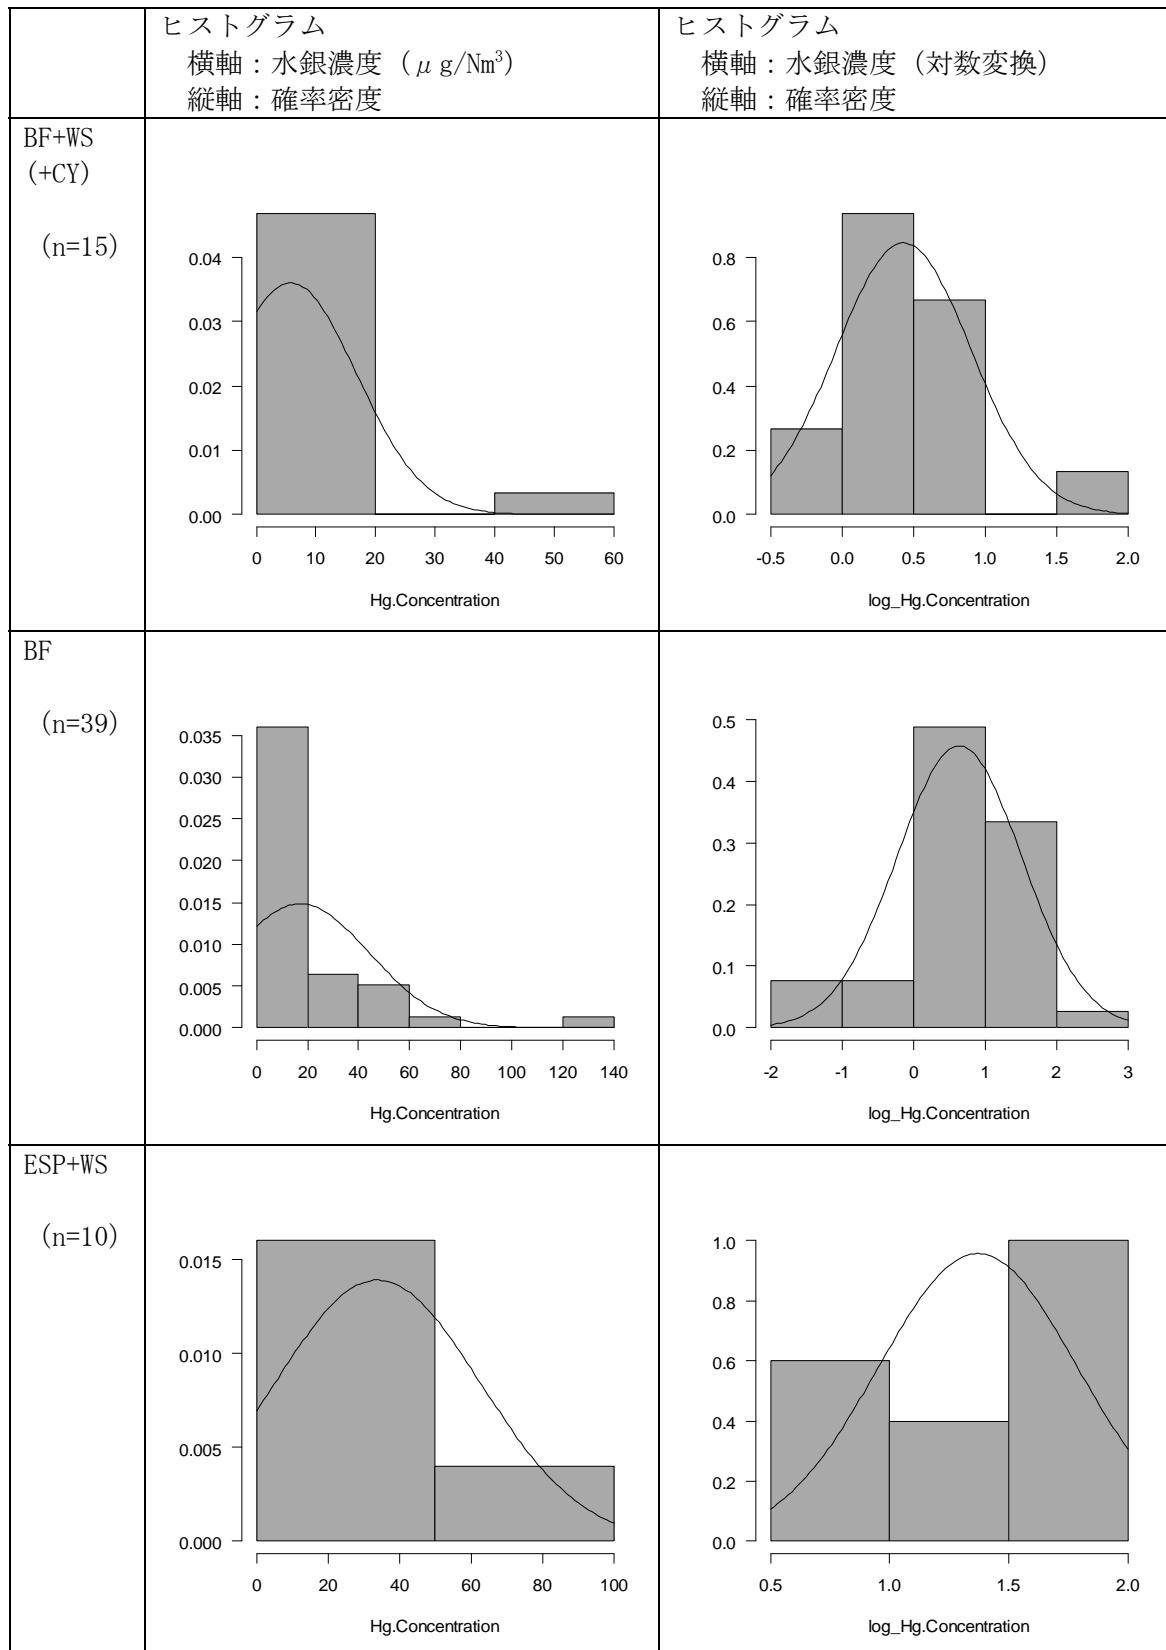 ヒストグラム
横軸：水銀濃度（μg/Nm³）
縦軸：確率密度
ヒストグラム
横軸：水銀濃度（対数変換）
縦軸：確率密度
BF+WS
(+CY)
(n=15)
0.04
0.03
0.02
0.01
0.00
0 10 20 30 40 50 60
Hg.Concentration
0.8
0.6
0.4
0.2
0.0
-0.5 0.0 0.5 1.0 1.5 2.0
log_Hg.Concentration
BF
(n=39)
0.035
0.030
0.025
0.020
0.015
0.010
0.005
0.000
0 20 40 60 80 100 120 140
Hg.Concentration
0.5
0.4
0.3
0.2
0.1
0.0
-2 -1 0 1 2 3
log_Hg.Concentration
ESP+WS
(n=10)
0.015
0.010
0.005
0.000
0 20 40 60 80 100
Hg.Concentration
1.0
0.8
0.6
0.4
0.2
0.0
0.5 1.0 1.5 2.0
log_Hg.Concentration